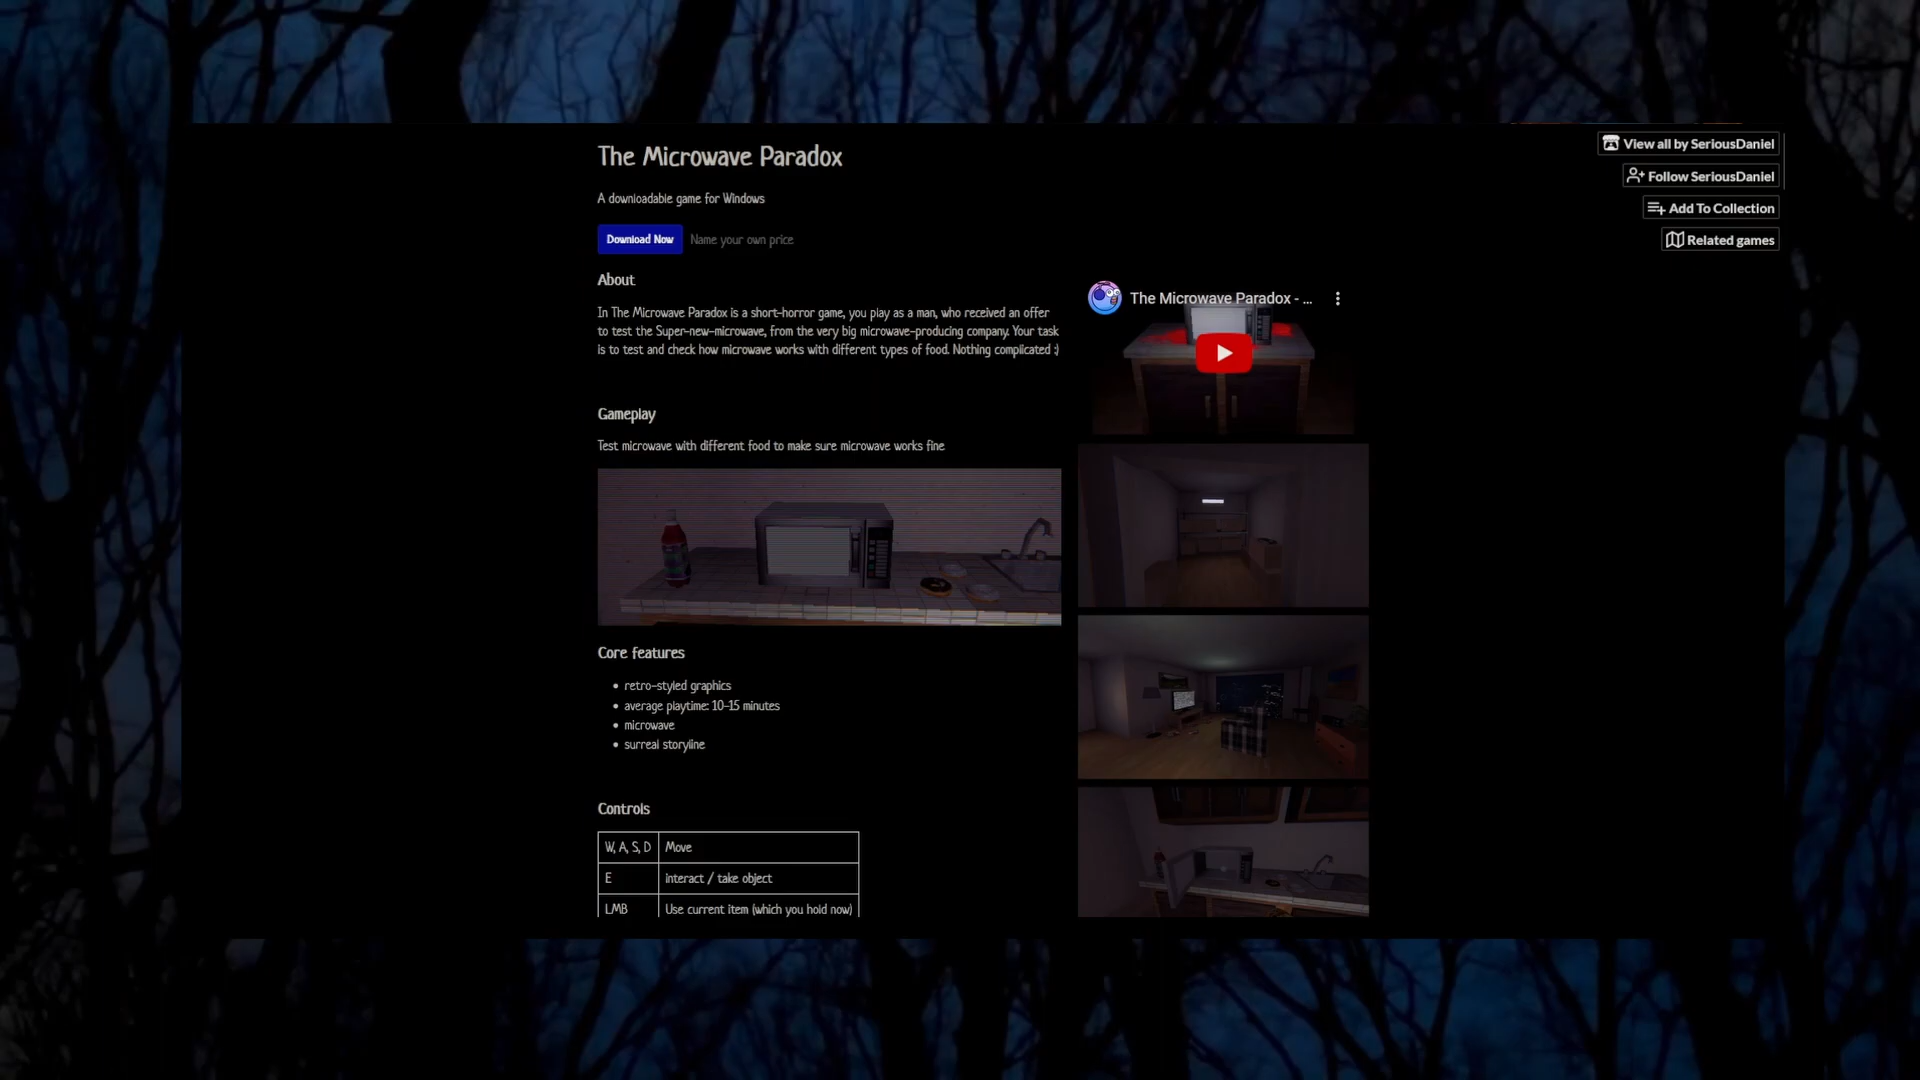 The Microwave Paradox
View all by SeriousDaniel
Follow SeriousDaniel
Add To Collection
Related games
A downloadable game for Windows
Download Now Name your own price
About
In The Microwave Paradox is a short-horror game, you play as a man, who received an offer
to test the Super-new-microwave, from the very big microwave-producing company. Your task
is to test and check how microwave works with different types of food. Nothing complicated :)
Gameplay
Test microwave with different food to make sure microwave works fine
Core features
• retro-styled graphics
• average playtime: 10-15 minutes
• microwave
• surreal storyline
Controls
W, A, S, D Move
E interact / take object
LMB Use current item (which you hold now)
The Microwave Paradox - ...